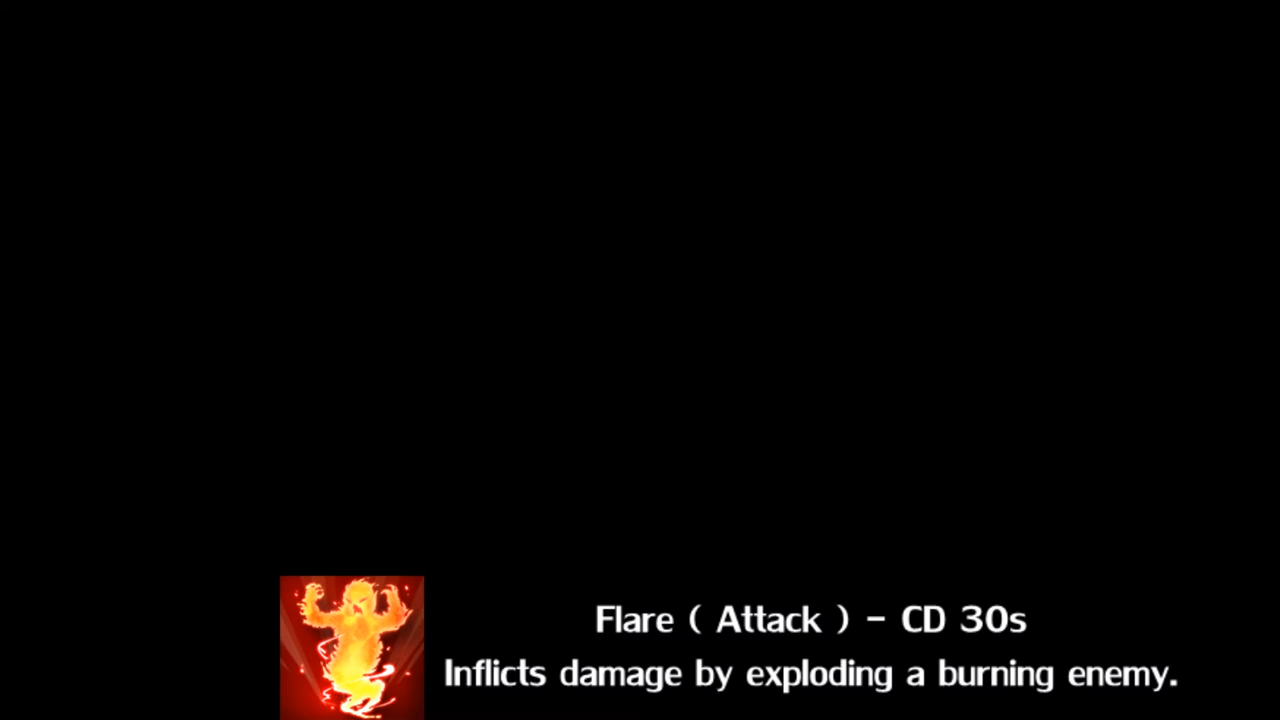 Flare ( Attack ) - CD 30s
Inflicts damage by exploding a burning enemy.